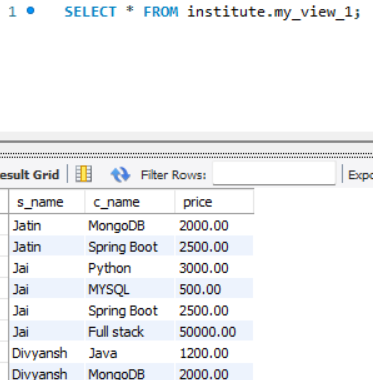 1 SELECT * FROM institute.my_view_1;
esult Grid Filter Rows: Expo
s_name c_name price
Jatin MongoDB 2000.00
Jatin Spring Boot 2500.00
Jai Python 3000.00
Jai MYSQL 500.00
Jai Spring Boot 2500.00
Jai Full stack 50000.00
Divyansh Java 1200.00
Divyansh MongoDB 2000.00